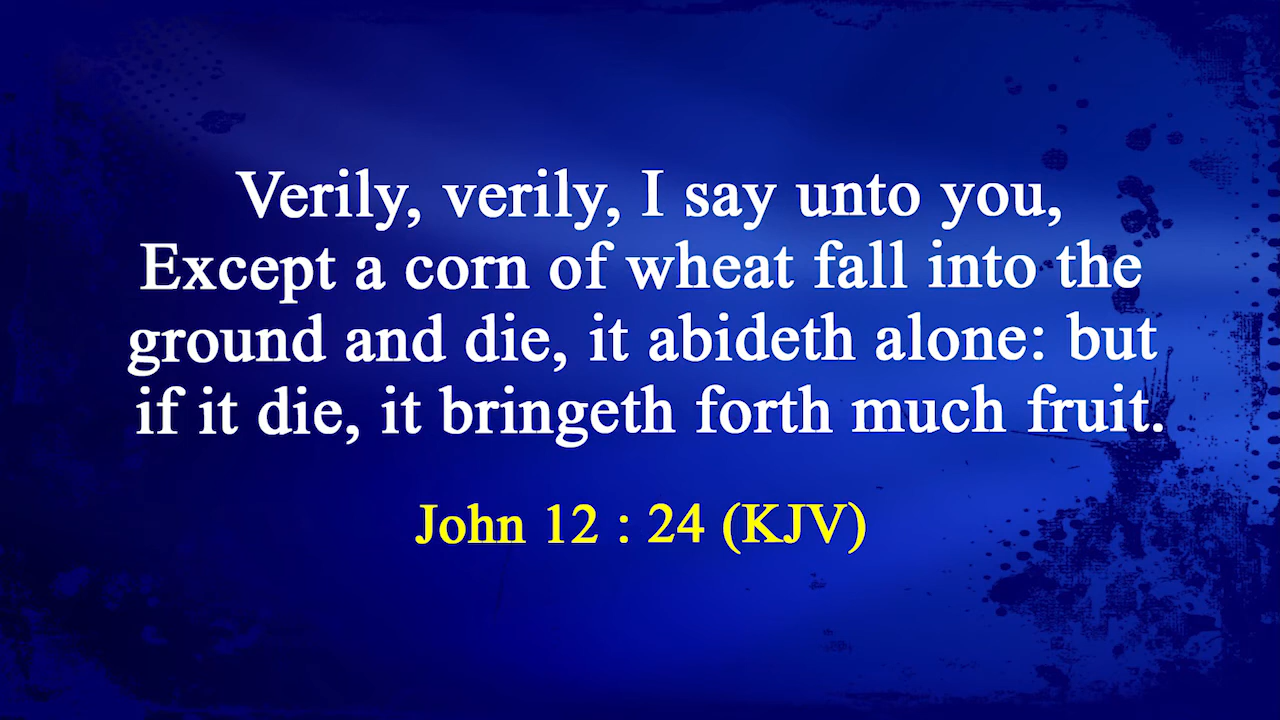 Verily, verily, I say unto you,
Except a corn of wheat fall into the
ground and die, it abideth alone: but
if it die, it bringeth forth much fruit.
John 12 : 24 (KJV)